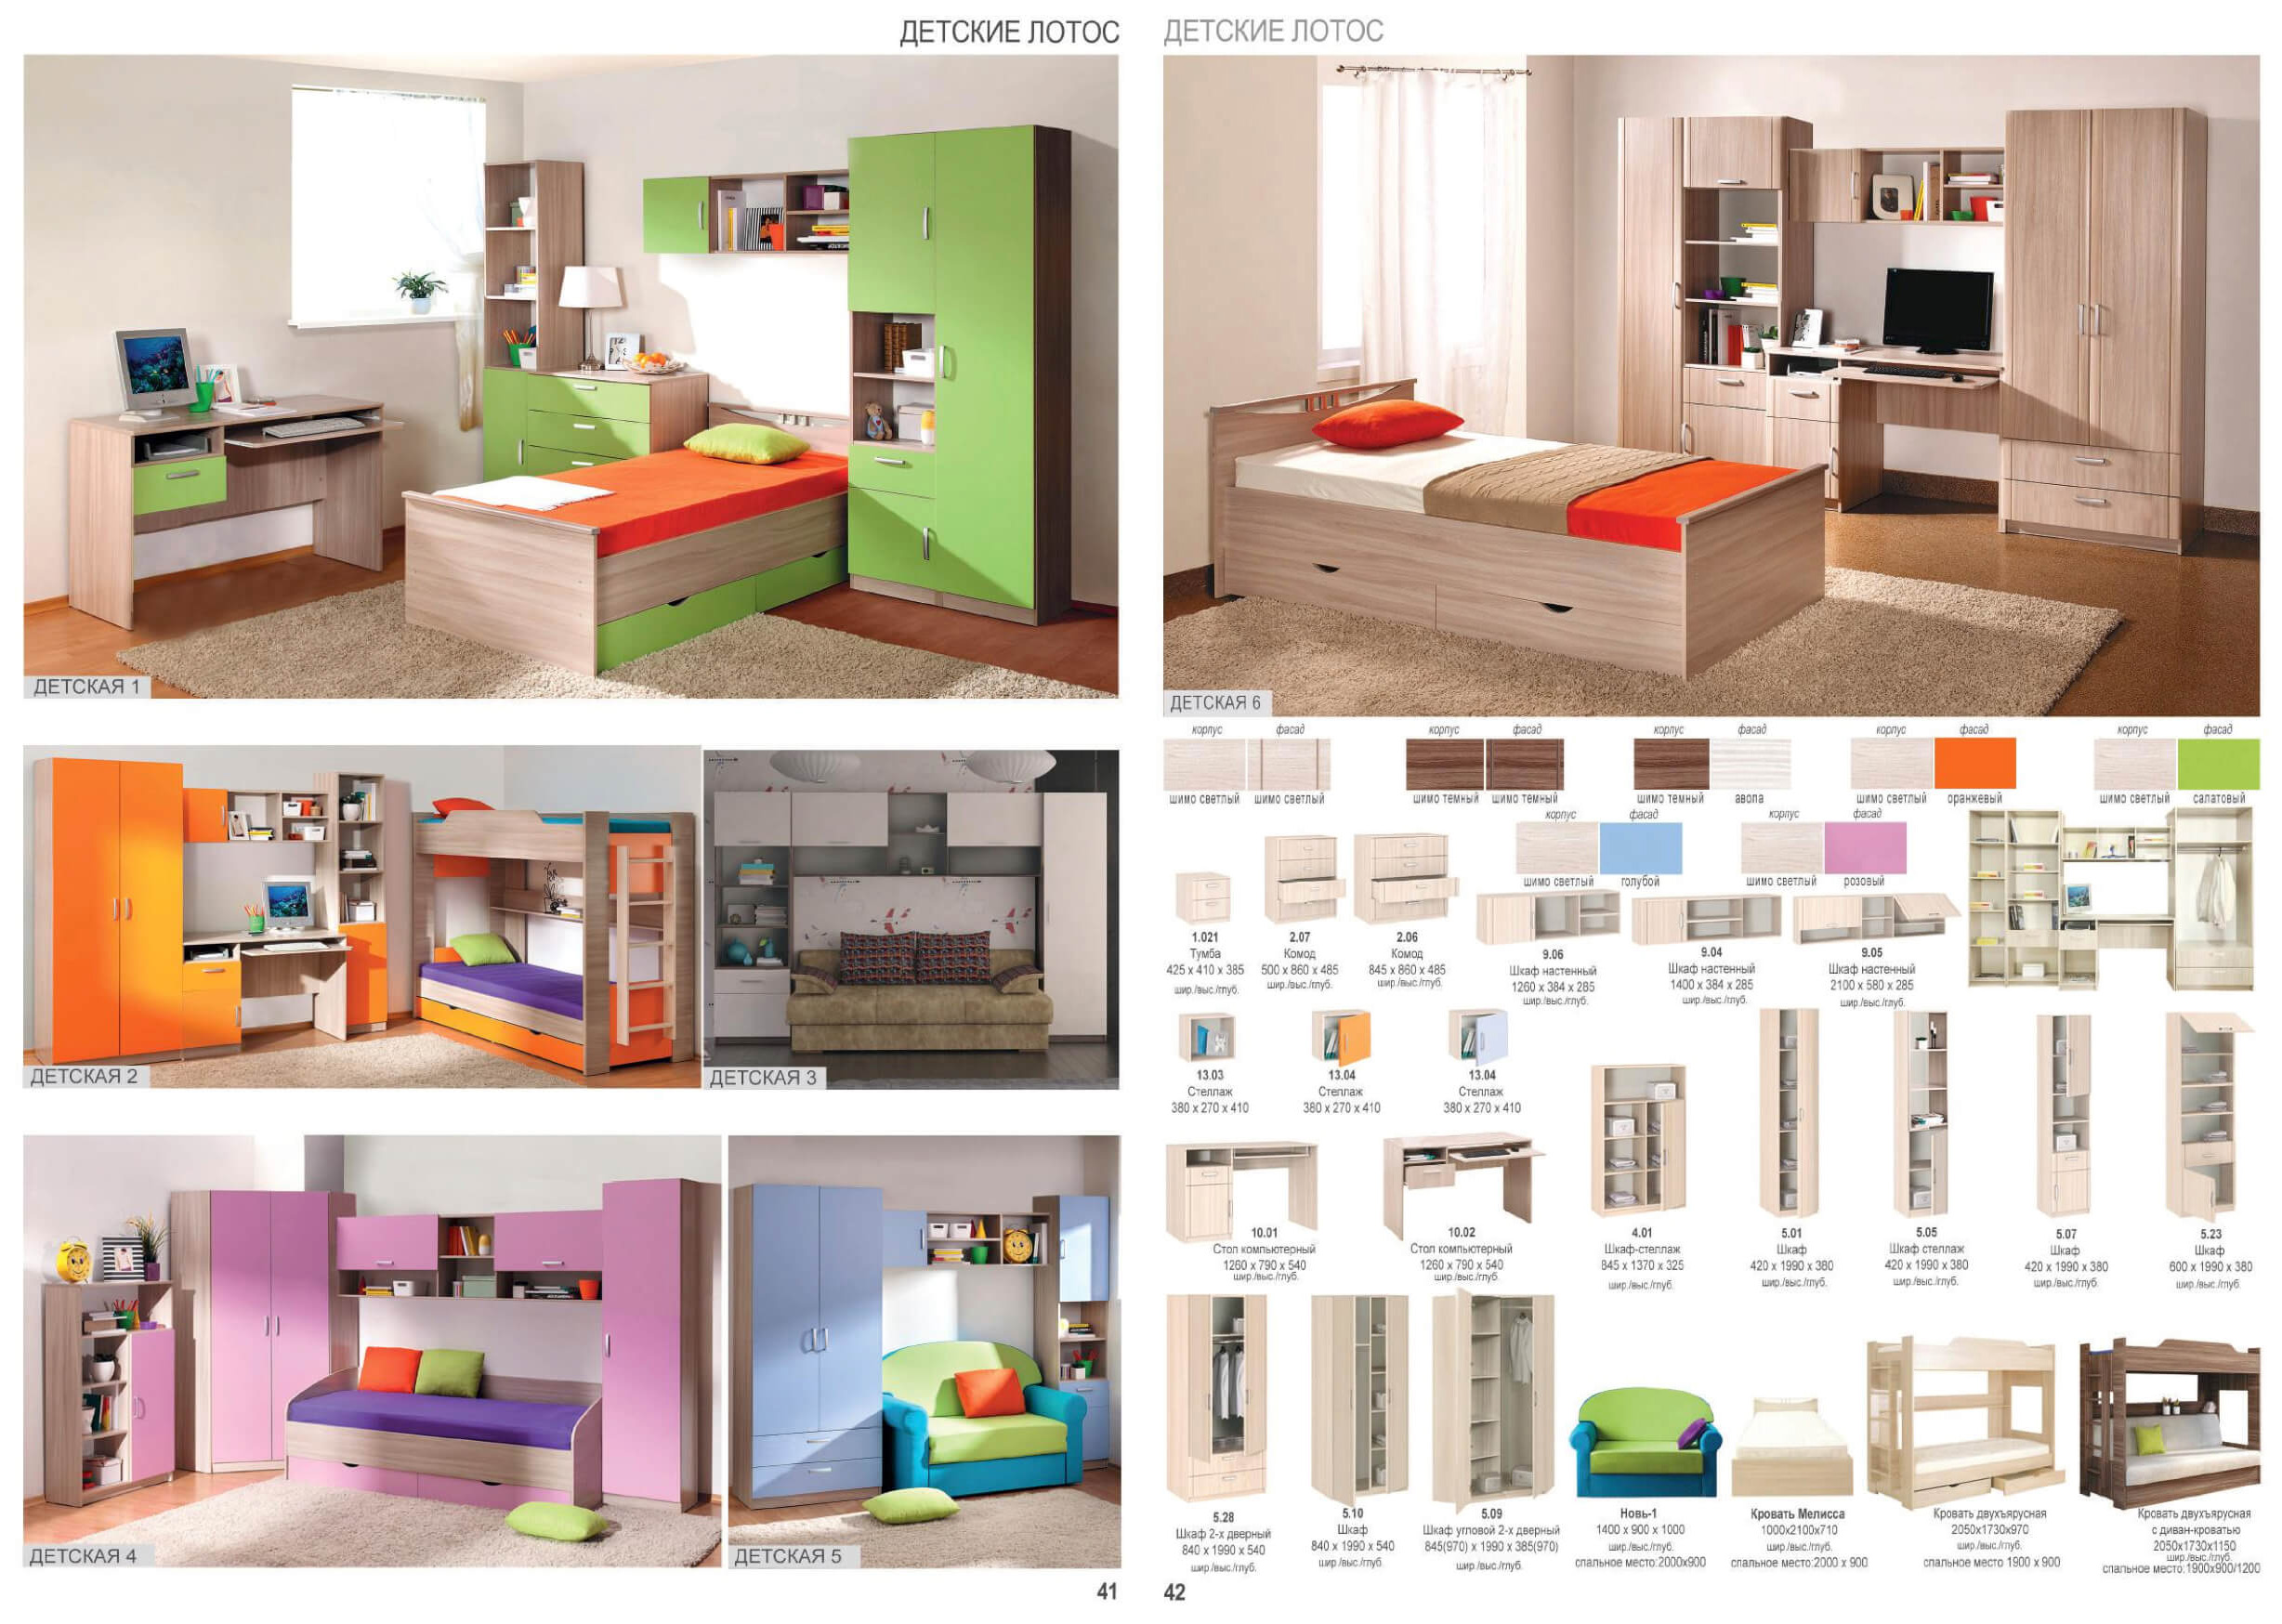 ДЕТСКИЕ ЛОТОС
ДЕТСКАЯ 1
ДЕТСКАЯ 2
ДЕТСКАЯ 3
ДЕТСКАЯ 4
ДЕТСКАЯ 5
41
ДЕТСКИЕ ЛОТОС
ДЕТСКАЯ 6
корпус фасад
шимо светлый шимо светлый
корпус фасад
шимо темный шимо темный
корпус фасад
шимо темный авола
корпус фасад
шимо светлый оранжевый
корпус фасад
шимо светлый салатовый
корпус фасад
шимо светлый голубой
корпус фасад
шимо светлый розовый
1.021
Тумба
425 x 410 x 385
шир./выс./глуб.
2.07
Комод
500 x 860 x 485
шир./выс./глуб.
2.06
Комод
845 x 860 x 485
шир./выс./глуб.
9.06
Шкаф настенный
1260 x 384 x 285
шир./выс./глуб.
9.04
Шкаф настенный
1400 x 384 x 285
шир./выс./глуб.
9.05
Шкаф настенный
2100 x 580 x 285
шир./выс./глуб.
13.03
Стеллаж
380 x 270 x 410
13.04
Стеллаж
380 x 270 x 410
13.04
Стеллаж
380 x 270 x 410
10.01
Стол компьютерный
1260 x 790 x 540
шир./выс./глуб.
10.02
Стол компьютерный
1260 x 790 x 540
шир./выс./глуб.
4.01
Шкаф-стеллаж
845 x 1370 x 325
шир./выс./глуб.
5.01
Шкаф
420 x 1990 x 380
шир./выс./глуб.
5.05
Шкаф стеллаж
420 x 1990 x 380
шир./выс./глуб.
5.07
Шкаф
420 x 1990 x 380
шир./выс./глуб.
5.23
Шкаф
600 x 1990 x 380
шир./выс./глуб.
5.28
Шкаф 2-х дверный
840 x 1990 x 540
шир./выс./глуб.
5.10
Шкаф
840 x 1990 x 540
шир./выс./глуб.
5.09
Шкаф угловой 2-х дверный
845(970) x 1990 x 385(970)
шир./выс./глуб.
Новь-1
1400 x 900 x 1000
шир./выс./глуб.
спальное место:2000x900
Кровать Мелисса
1000x2100x710
шир./выс./глуб.
спальное место:2000 x 900
Кровать двухъярусная
2050x1730x970
шир./выс./глуб.
спальное место 1900 x 900
Кровать двухъярусная
с диван-кроватью
2050x1730x1150
шир./выс./глуб.
спальное место:1900x900/1200
42